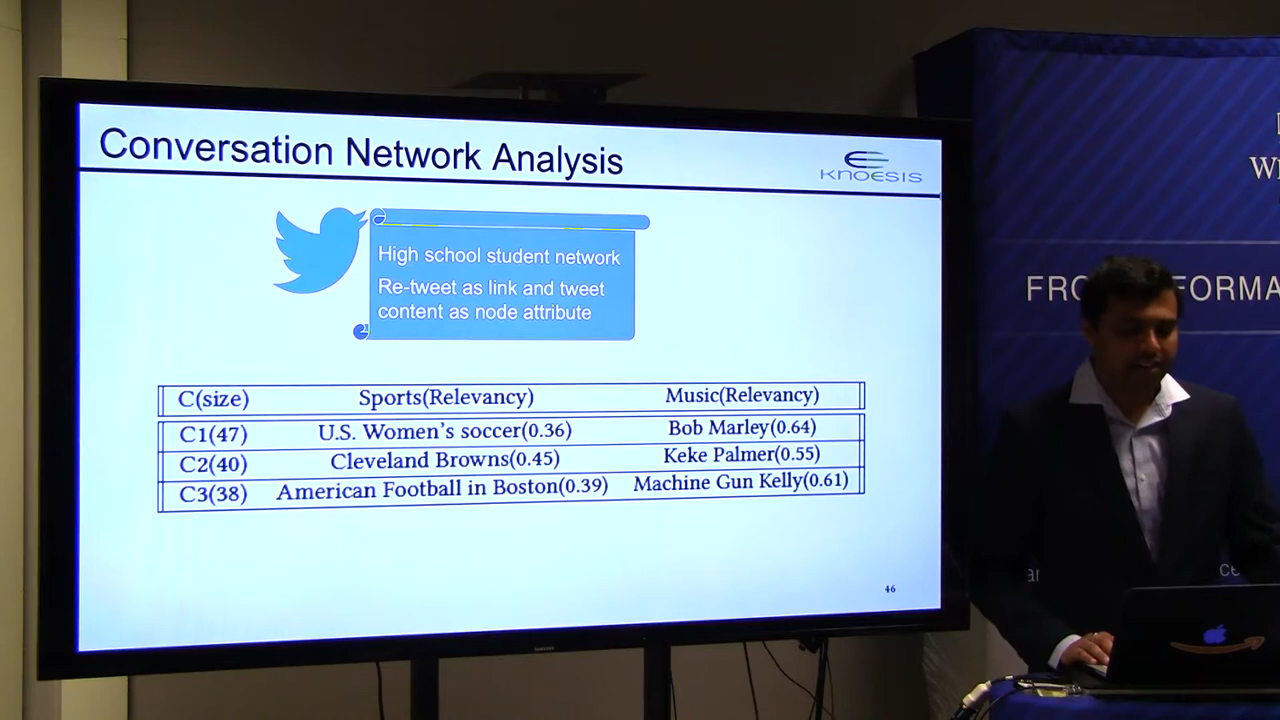 Conversation Network Analysis
KNOESIS
High school student network
Re-tweet as link and tweet
content as node attribute
C(size) Sports(Relevancy) Music(Relevancy)
C1(47) U.S. Women's soccer(0.36) Bob Marley(0.64)
C2(40) Cleveland Browns(0.45) Keke Palmer(0.55)
C3(38) American Football in Boston(0.39) Machine Gun Kelly(0.61)
46
SAMSUNG